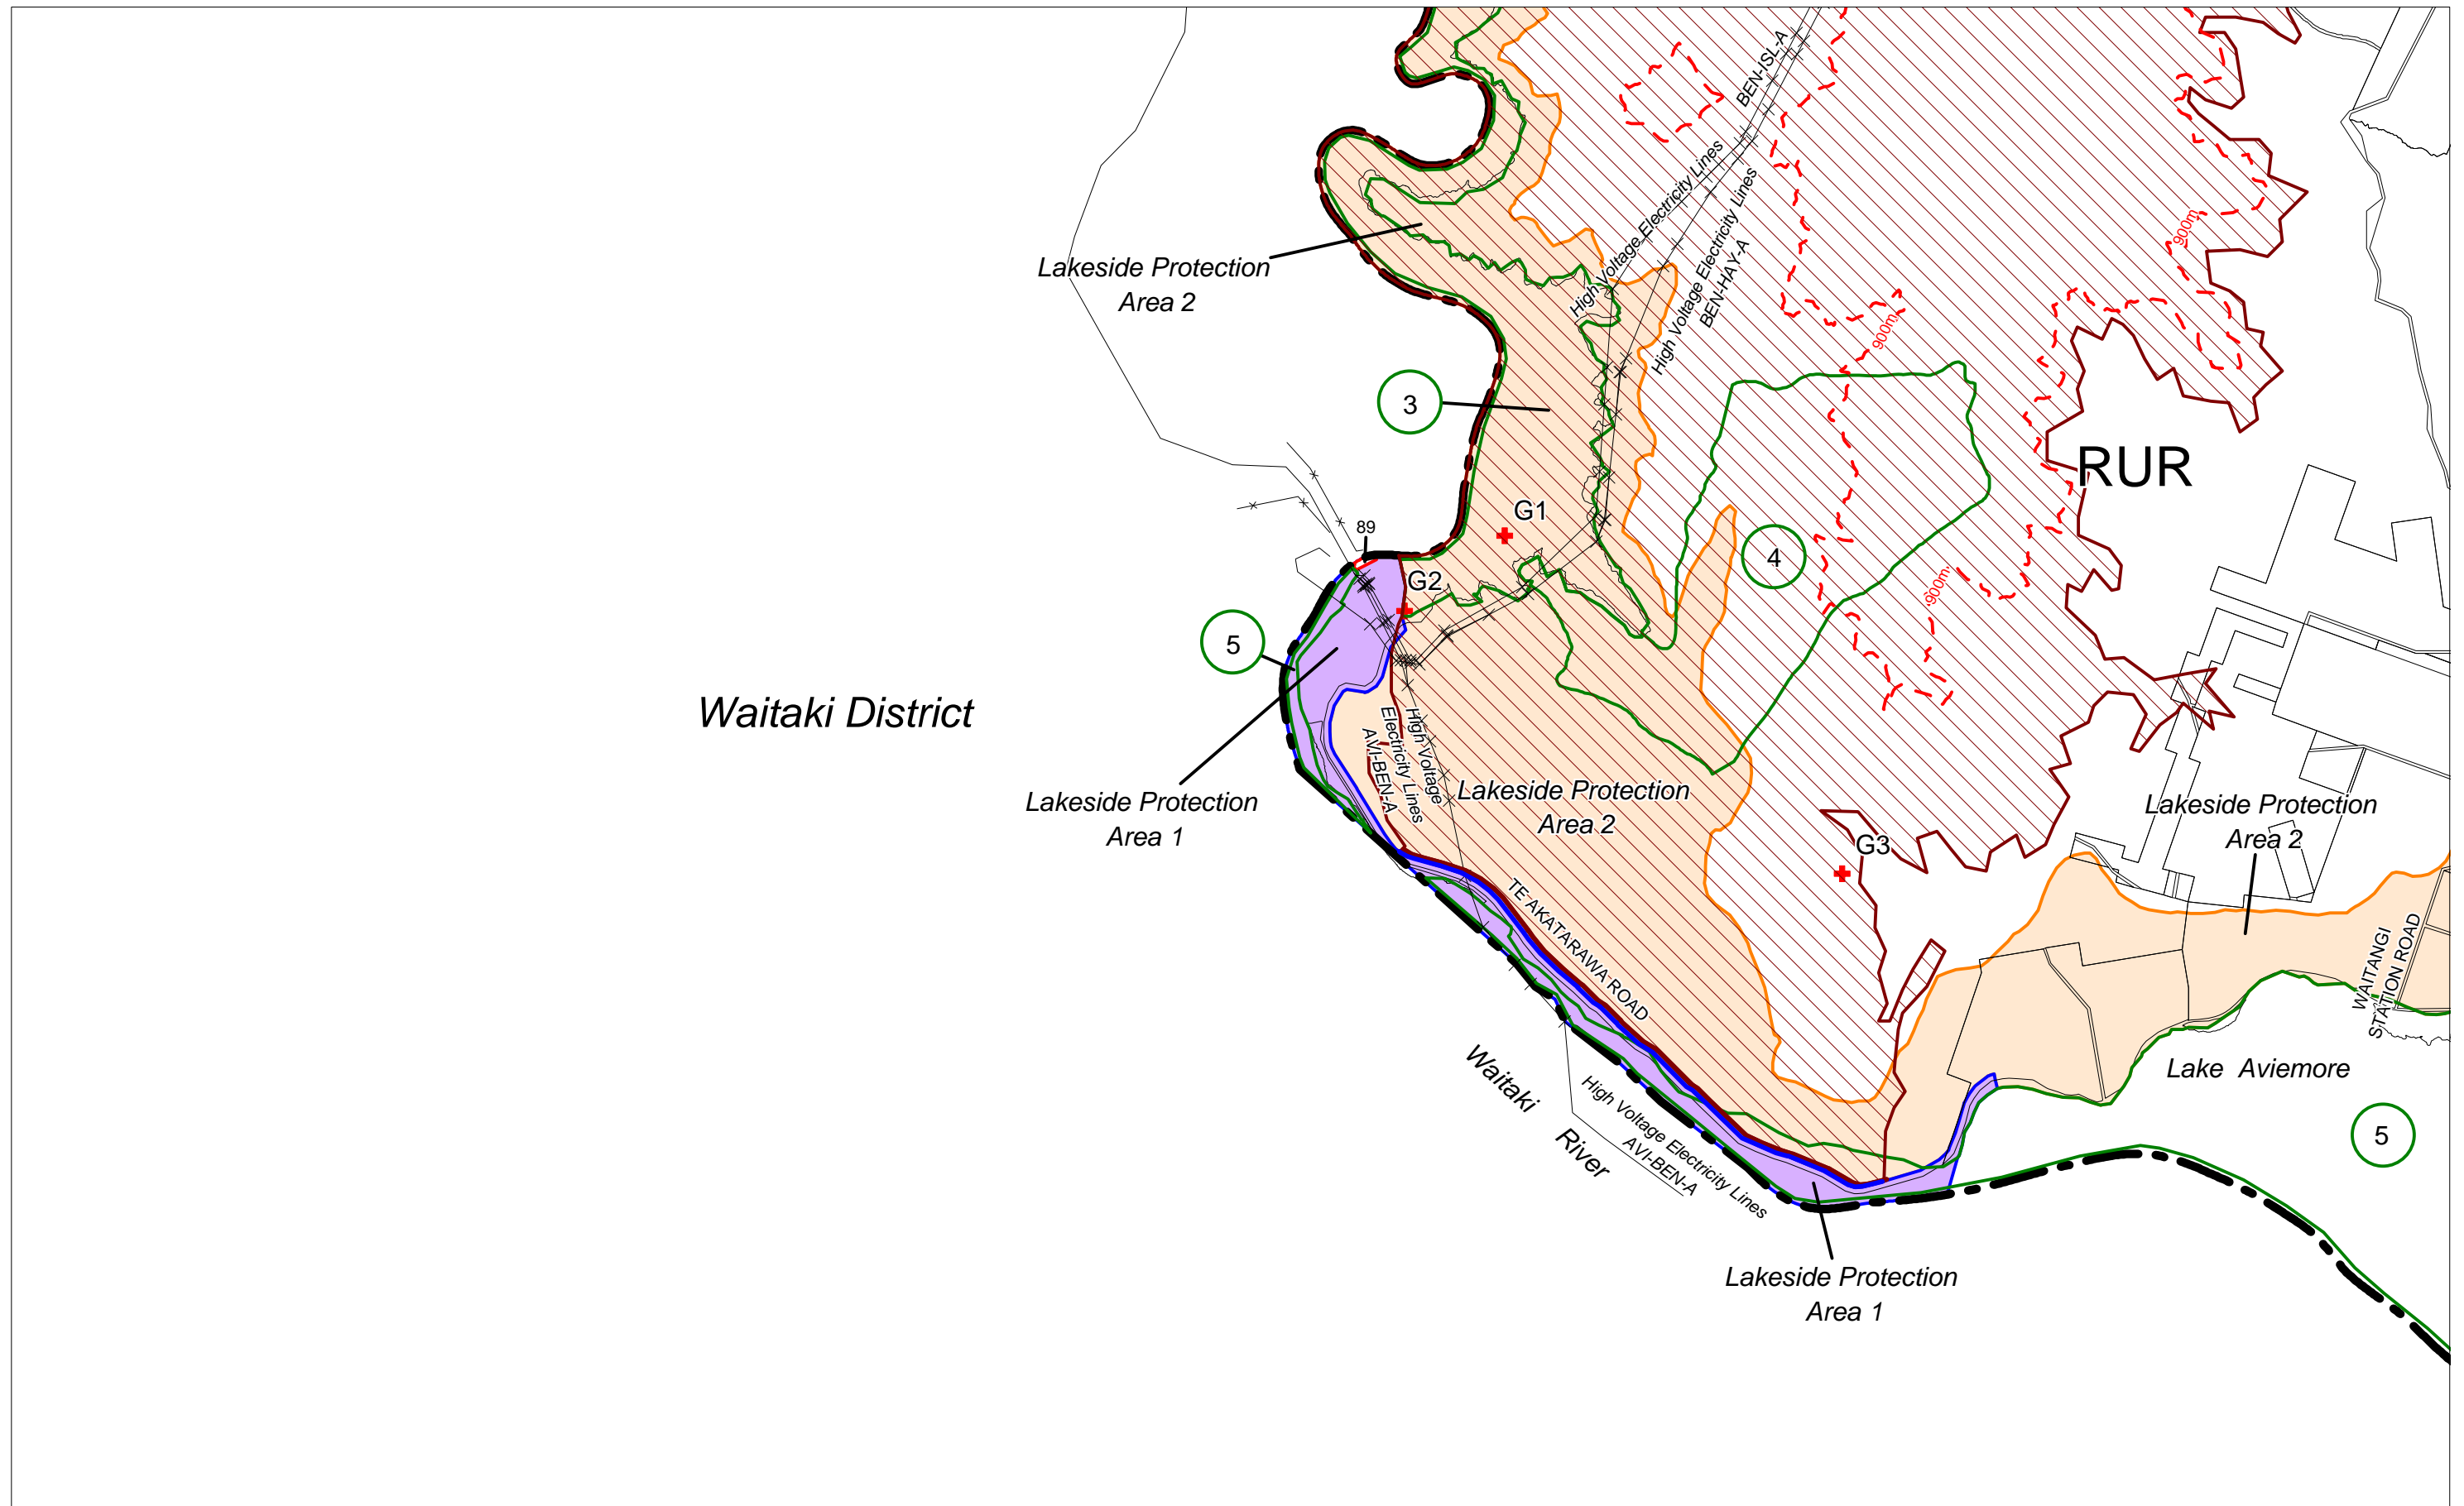 BEN-ISL-A
High Voltage Electricity Lines
High Voltage Electricity Lines
BEN-HAY-A
900m
900m
Lakeside Protection
Area 2
3
RUR
G1
89
4
G2
900m
5
Waitaki District
High Voltage
Electricity Lines
AVI-BEN-A
Lakeside Protection
Area 1
Lakeside Protection
Area 2
Lakeside Protection
Area 2
G3
TE AKATARAWA ROAD
WAITANGI
STATION ROAD
Waitaki
River
Lake Aviemore
High Voltage Electricity Lines
AVI-BEN-A
5
Lakeside Protection
Area 1